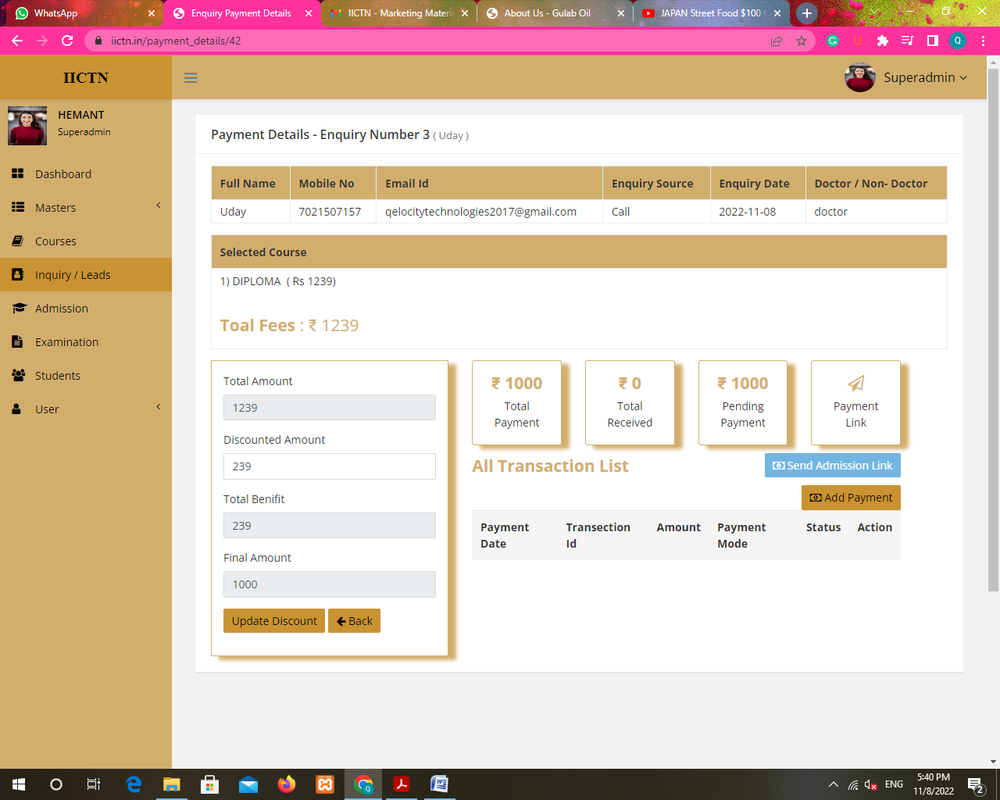 WhatsApp
Enquiry Payment Details
IICTN - Marketing Materi
About Us - Gulab Oil
JAPAN Street Food $100
iictn.in/payment_details/42
IICTN
Superadmin
HEMANT
Superadmin
Dashboard
Masters
Courses
Inquiry / Leads
Admission
Examination
Students
User
Payment Details - Enquiry Number 3 ( Uday )
Full Name Mobile No Email Id Enquiry Source Enquiry Date Doctor / Non- Doctor
Uday 7021507157 qelocitytechnologies2017@gmail.com Call 2022-11-08 doctor
Selected Course
1) DIPLOMA ( Rs 1239)
Toal Fees : ₹ 1239
Total Amount
1239
Discounted Amount
239
Total Benifit
239
Final Amount
1000
Update Discount
Back
₹ 1000
Total
Payment
₹ 0
Total
Received
₹ 1000
Pending
Payment
Payment
Link
All Transaction List
Send Admission Link
Add Payment
Payment Date Transection Id Amount Payment Mode Status Action
ENG
5:40 PM
11/8/2022
2